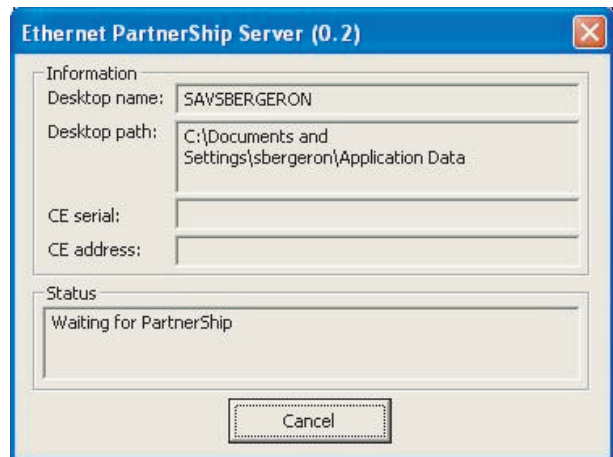 Ethernet PartnerShip Server (0.2)
Information
Desktop name: SAVSBERGERON
Desktop path: C:\Documents and
Settings\sbergeron\Application Data
CE serial:
CE address:
Status
Waiting for PartnerShip
Cancel